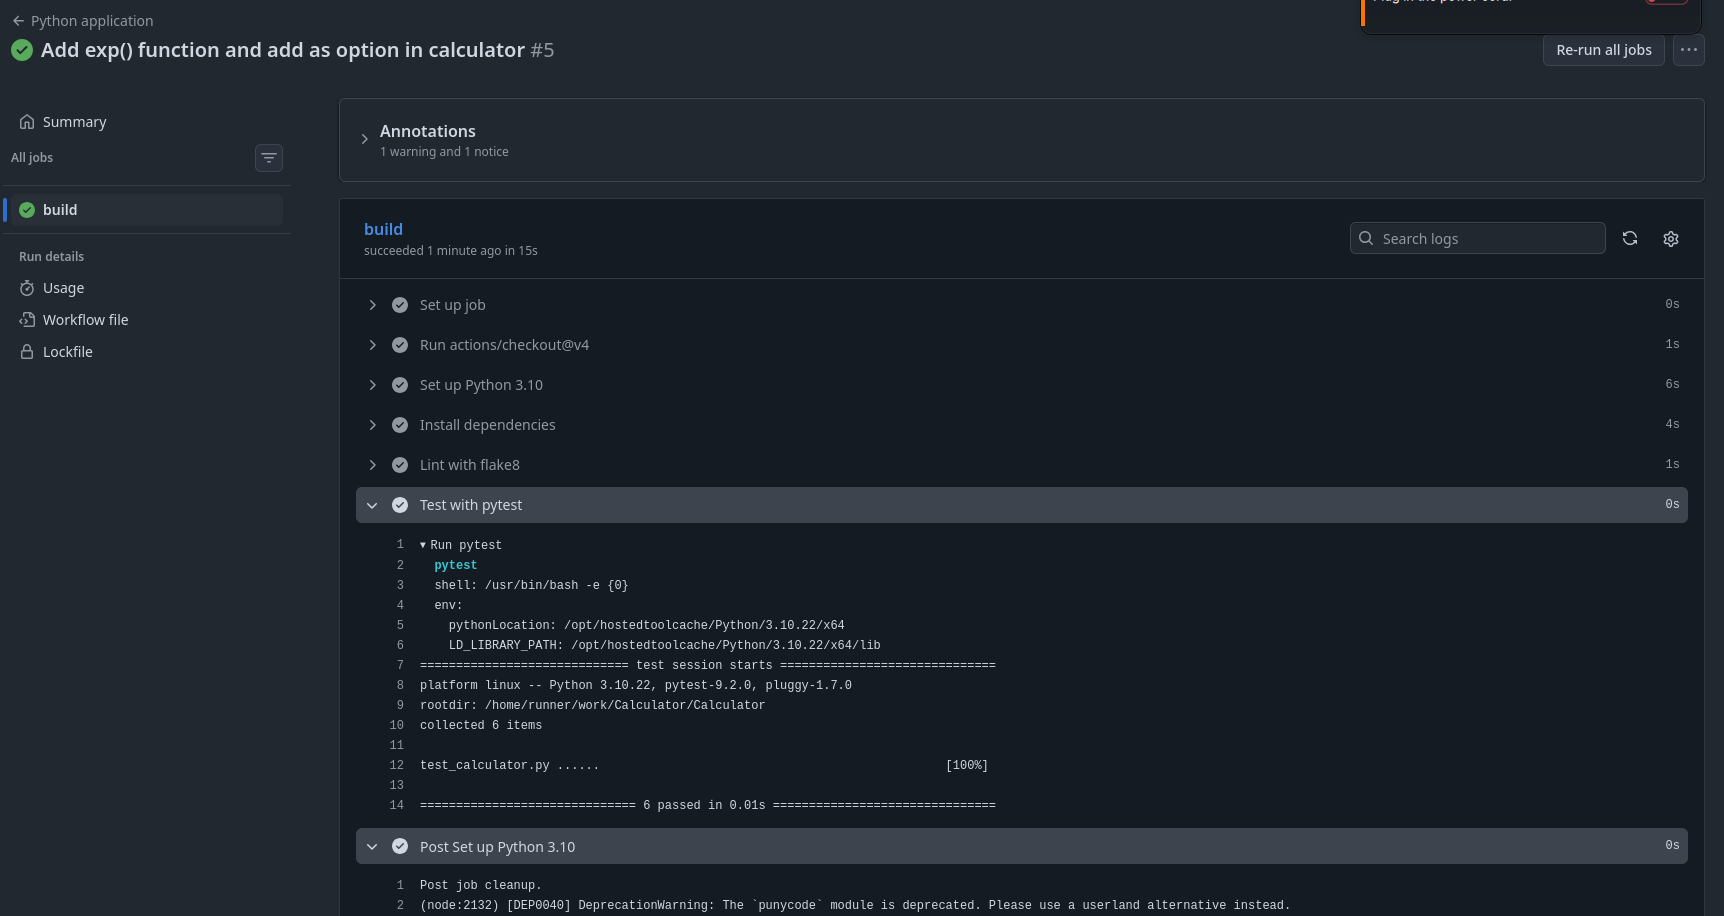 Python application
Add exp() function and add as option in calculator #5
Re-run all jobs
Summary
All jobs
build
Run details
Usage
Workflow file
Lockfile
Annotations
1 warning and 1 notice
build
succeeded 1 minute ago in 15s
Search logs
Set up job 0s
Run actions/checkout@v4 1s
Set up Python 3.10 6s
Install dependencies 4s
Lint with flake8 1s
Test with pytest 0s
1 ▼ Run pytest
2 pytest
3 shell: /usr/bin/bash -e {0}
4 env:
5 pythonLocation: /opt/hostedtoolcache/Python/3.10.22/x64
6 LD_LIBRARY_PATH: /opt/hostedtoolcache/Python/3.10.22/x64/lib
7 ============================= test session starts ==============================
8 platform linux -- Python 3.10.22, pytest-9.2.0, pluggy-1.7.0
9 rootdir: /home/runner/work/Calculator/Calculator
10 collected 6 items
11
12 test_calculator.py ...... [100%]
13
14 ============================== 6 passed in 0.01s ===============================
Post Set up Python 3.10 0s
1 Post job cleanup.
2 (node:2132) [DEP0040] DeprecationWarning: The `punycode` module is deprecated. Please use a userland alternative instead.